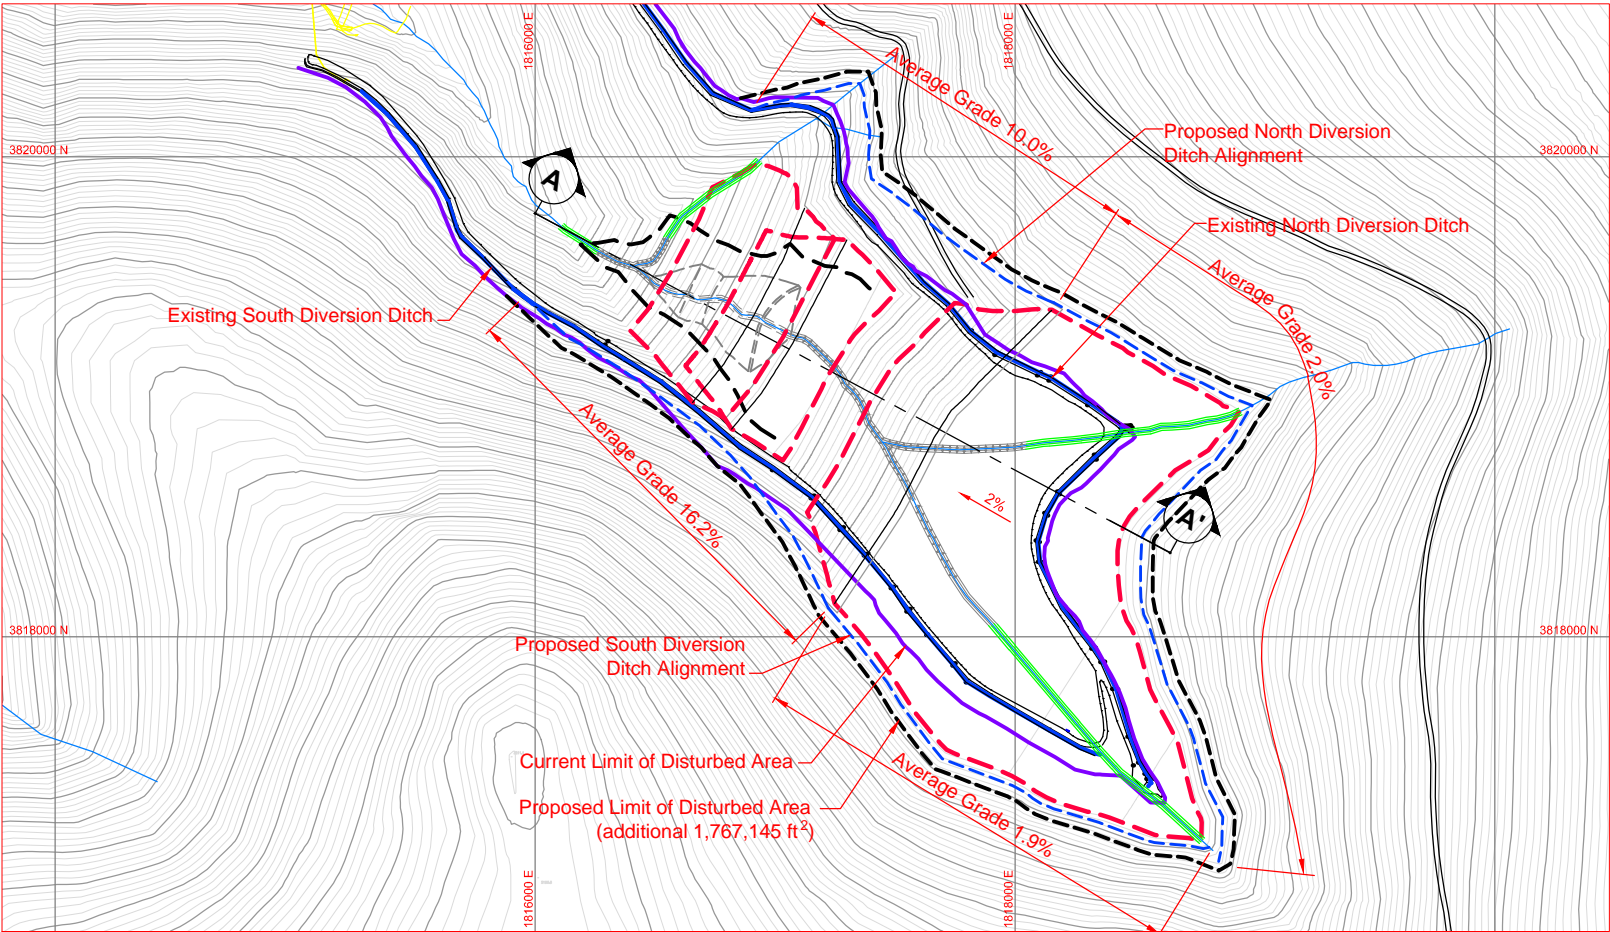 1816000 E
1818000 E
Average Grade 10.0%
Proposed North Diversion
Ditch Alignment
3820000 N
3820000 N
A
Existing North Diversion Ditch
Average Grade 2.0%
Existing South Diversion Ditch
Average Grade 16.2%
2%
A'
3818000 N
3818000 N
Proposed South Diversion
Ditch Alignment
Current Limit of Disturbed Area
Average Grade 1.9%
Proposed Limit of Disturbed Area
(additional 1,767,145 ft²)
1816000 E
1818000 E